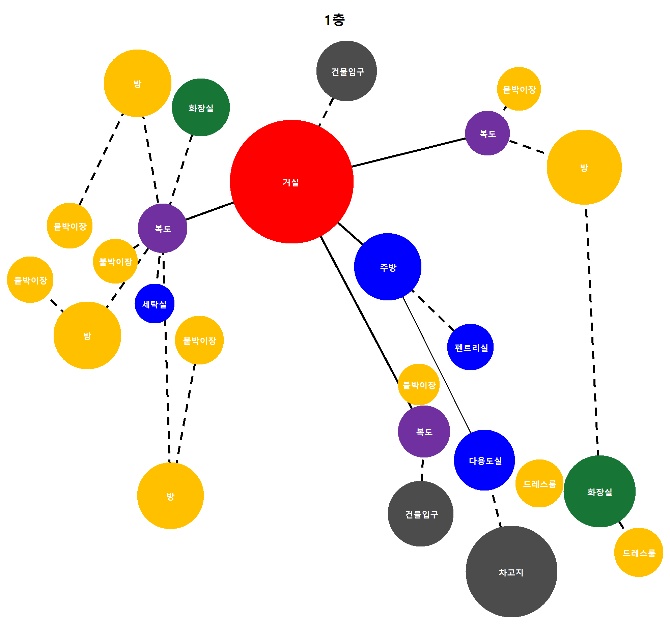 1층
건물입구
방
화장실
붙박이장
복도
방
거실
붙박이장
복도
붙박이장
주방
붙박이장
세탁실
방
붙박이장
펜트리실
붙박이장
복도
다용도실
드레스룸
화장실
방
건물입구
드레스룸
차고지